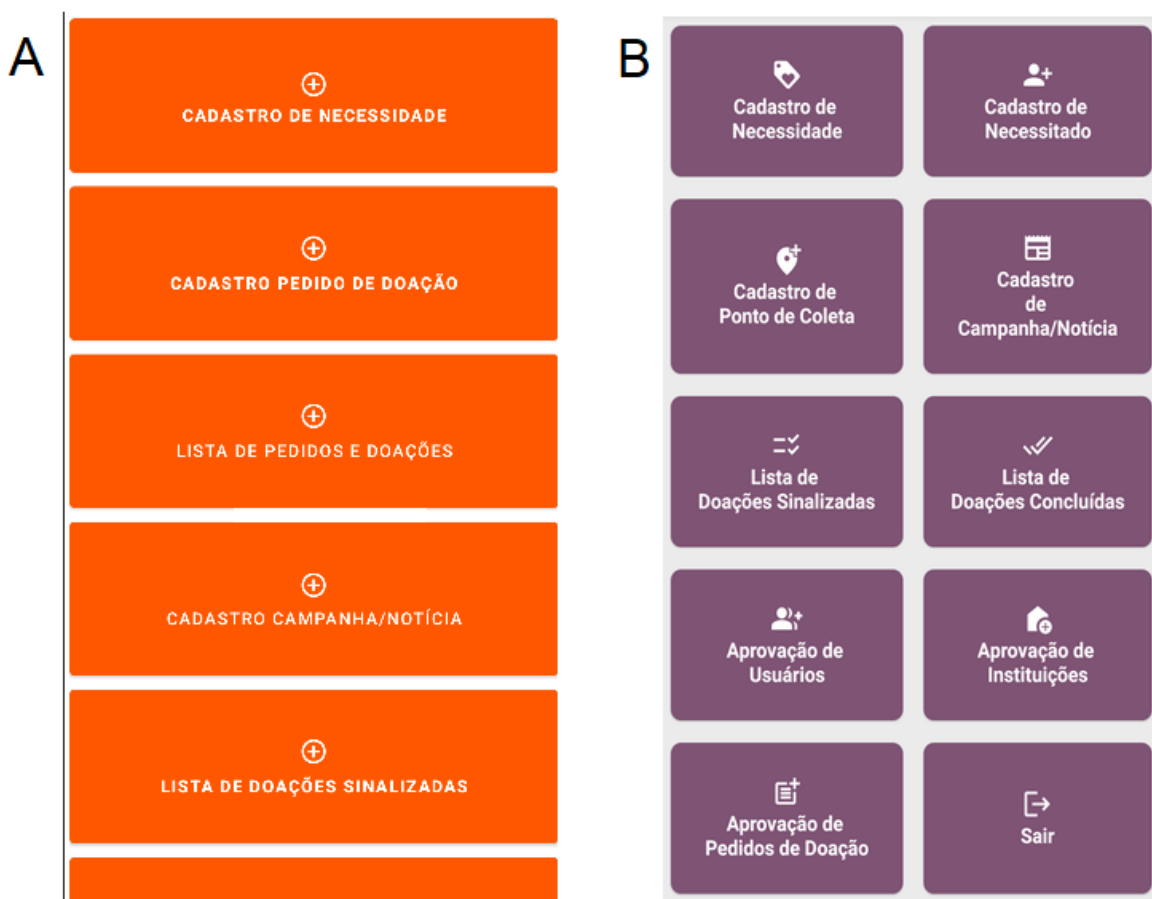 A
CADASTRO DE NECESSIDADE
CADASTRO PEDIDO DE DOAÇÃO
LISTA DE PEDIDOS E DOAÇÕES
CADASTRO CAMPANHA/NOTÍCIA
LISTA DE DOAÇÕES SINALIZADAS
B
Cadastro de
Necessidade
Cadastro de
Necessitado
Cadastro de
Ponto de Coleta
Cadastro
de
Campanha/Notícia
Lista de
Doações Sinalizadas
Lista de
Doações Concluídas
Aprovação de
Usuários
Aprovação de
Instituições
Aprovação de
Pedidos de Doação
Sair